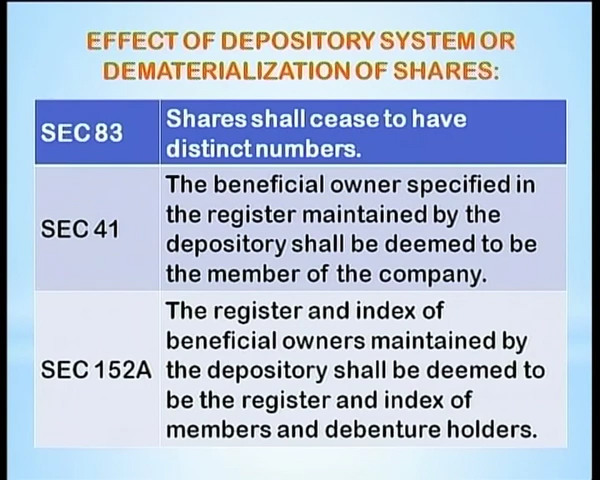 EFFECT OF DEPOSITORY SYSTEM OR
DEMATERIALIZATION OF SHARES:
SEC 83
Shares shall cease to have
distinct numbers.
SEC 41
The beneficial owner specified in
the register maintained by the
depository shall be deemed to be
the member of the company.
SEC 152A
The register and index of
beneficial owners maintained by
the depository shall be deemed to
be the register and index of
members and debenture holders.